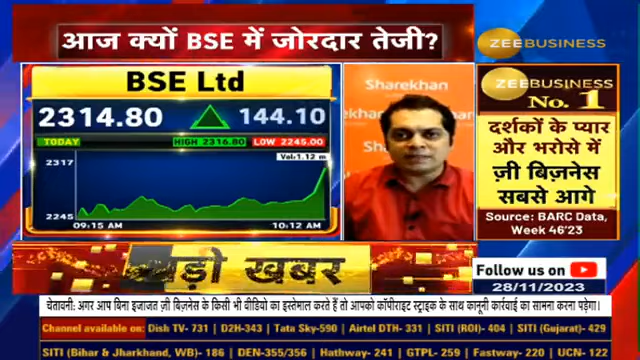 आज क्यों BSE में जोरदार तेजी?
ZEE BUSINESS
BSE Ltd
2314.80 144.10
TODAY HIGH 2316.80 LOW 2245.00
Vol:1.12 m
2317
2245
09:15 AM 10:12 AM
Sharekhan
ZEEBUSINESS
No. 1
दर्शकों के प्यार
और भरोसे में
ज़ी बिज़नेस
सबसे आगे
Source: BARC Data,
Week 46'23
खबर
Follow us on
28/11/2023
चेतावनी: अगर आप बिना इजाजत ज़ी बिज़नेस के किसी भी वीडियो का इस्तेमाल करते हैं तो आपको कॉपीराइट स्ट्राइक के साथ कानूनी कार्रवाई का सामना करना पड़ेगा।
Channel available on: Dish TV- 731 | D2H-343 | Tata Sky-590 | Airtel DTH- 331 | SITI (ROI) - 404 | SITI (Gujarat) - 429
SITI (Bihar & Jharkhand, WB) - 186 | DEN-355/356 | Hathway-241 | GTPL-259 | Fastway-220 | UCN-122